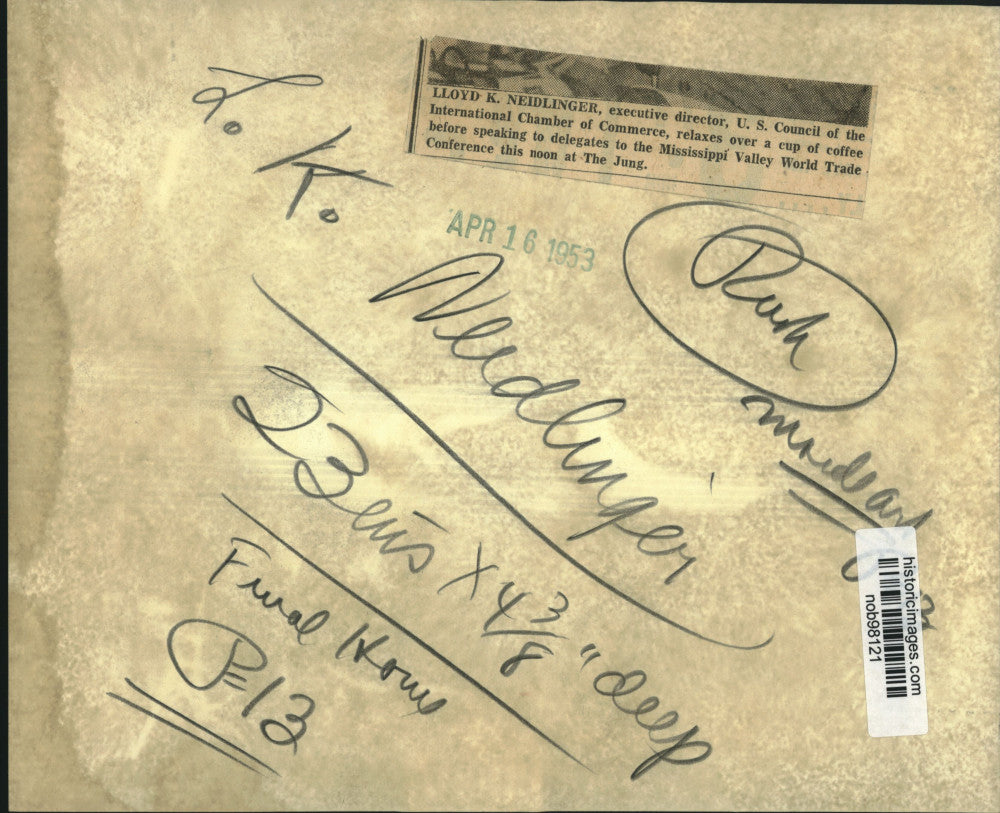 LLOYD K. NEIDLINGER, executive director, U. S. Council of the
International Chamber of Commerce, relaxes over a cup of coffee
before speaking to delegates to the Mississippi Valley World Trade
Conference this noon at The Jung.
L. K.
APR 16 1953
Rush
Neidlinger
23 ems X 4 3/8 " deep
Final Home
P-13
historicimages.com
nob98121